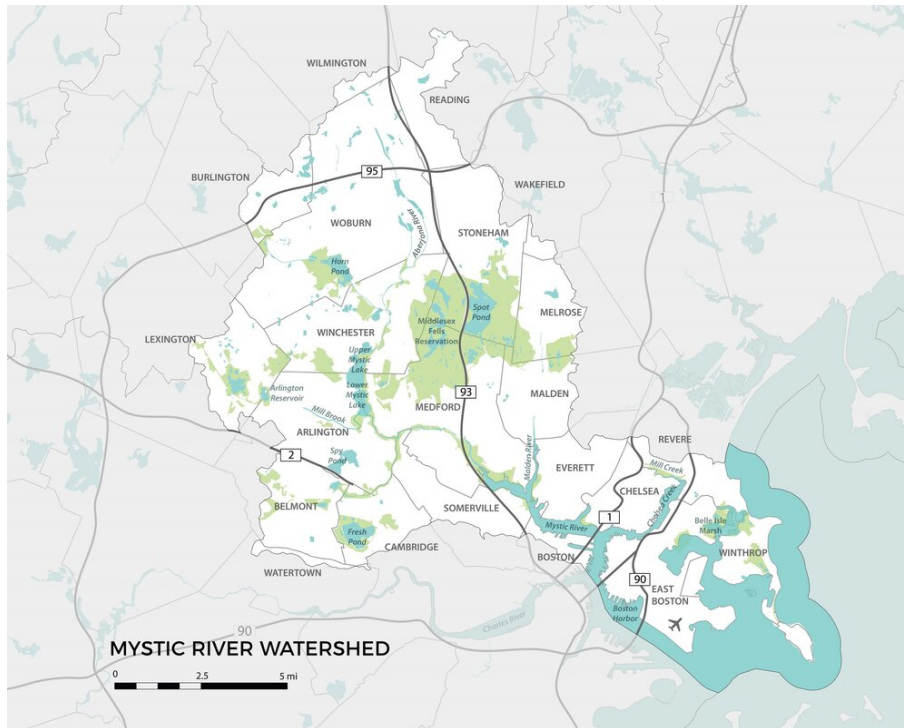 WILMINGTON
READING
95
BURLINGTON
WAKEFIELD
WOBURN
Aberjona River
STONEHAM
Horn
Pond
Spot
Pond
MELROSE
Middlesex
Fells
Reservation
WINCHESTER
LEXINGTON
Upper
Mystic
Lake
Lower
Mystic
Lake
Arlington
Reservoir
93
MALDEN
MEDFORD
Mill Brook
ARLINGTON
2
Spy
Pond
Malden River
REVERE
EVERETT
Mill Creek
CHELSEA
Chelsea Creek
BELMONT
SOMERVILLE
1
Mystic River
Belle Isle
Marsh
Fresh
Pond
CAMBRIDGE
BOSTON
WINTHROP
WATERTOWN
90
EAST
BOSTON
Boston
Harbor
Charles River
90
MYSTIC RIVER WATERSHED
0 2.5 5 mi